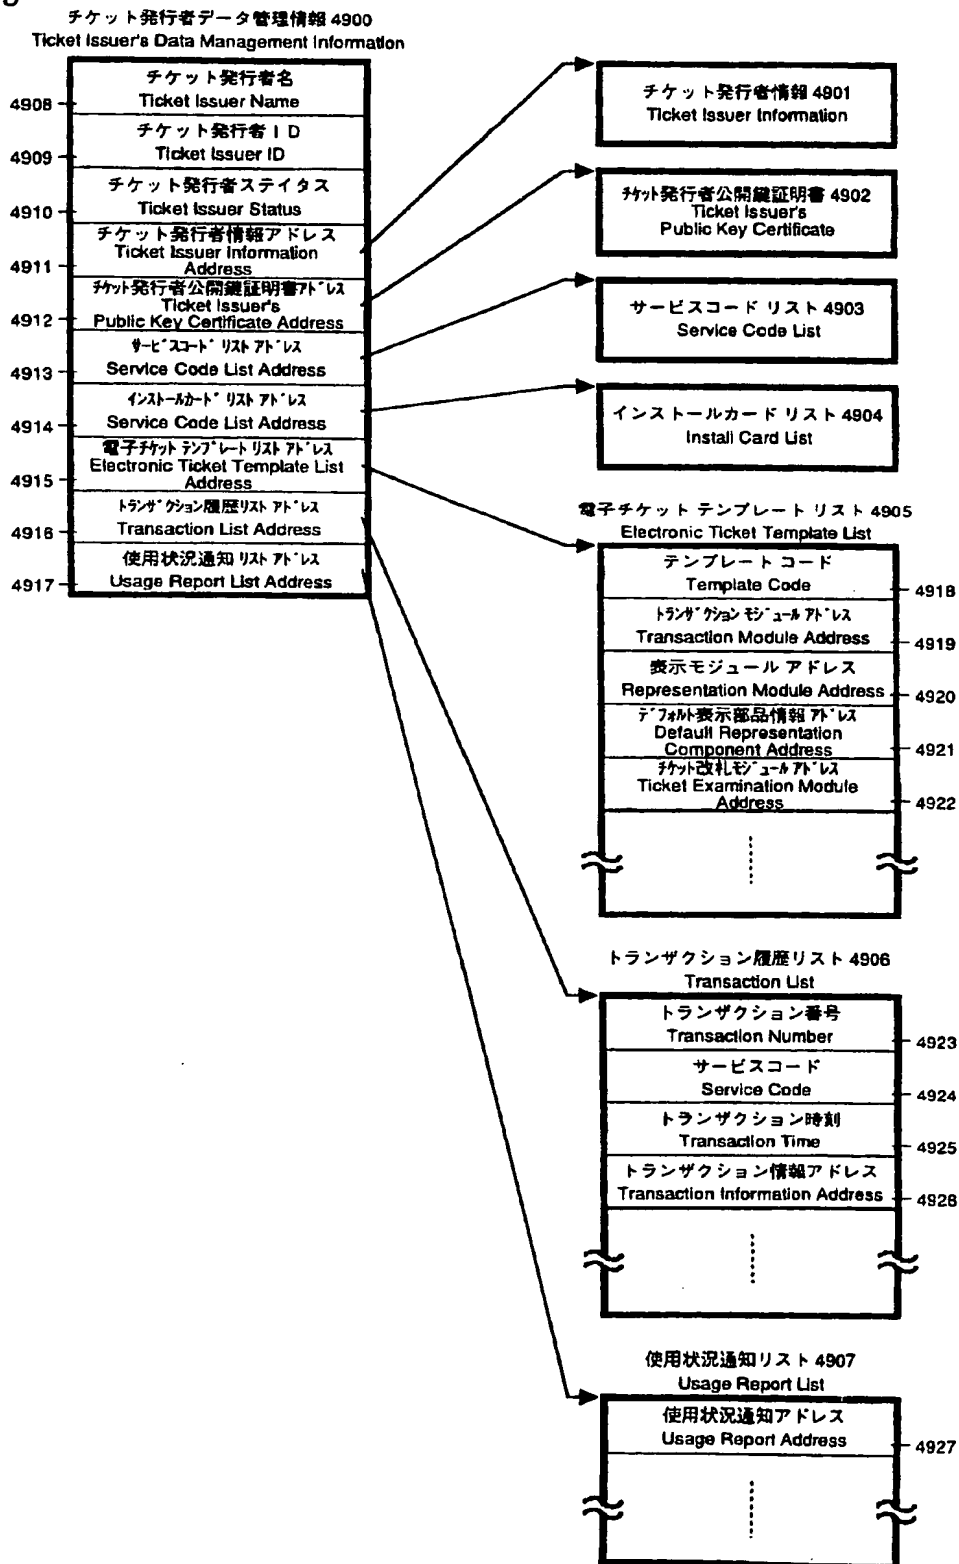 チケット発行者データ管理情報 4900
Ticket Issuer's Data Management Information
チケット発行者名
Ticket Issuer Name
4908
チケット発行者ID
Ticket Issuer ID
4909
チケット発行者ステイタス
Ticket Issuer Status
4910
チケット発行者情報アドレス
Ticket Issuer Information
Address
4911
チケット発行者公開鍵証明書アドレス
Ticket Issuer's
Public Key Certificate Address
4912
サービスコード リスト アドレス
Service Code List Address
4913
インストールカード リスト アドレス
Service Code List Address
4914
電子チケット テンプレート リスト アドレス
Electronic Ticket Template List
Address
4915
トランザクション履歴リスト アドレス
Transaction List Address
4916
使用状況通知 リスト アドレス
Usage Report List Address
4917
チケット発行者情報 4901
Ticket Issuer Information
チケット発行者公開鍵証明書 4902
Ticket Issuer's
Public Key Certificate
サービスコード リスト 4903
Service Code List
インストールカード リスト 4904
Install Card List
電子チケット テンプレート リスト 4905
Electronic Ticket Template List
テンプレート コード
Template Code
4918
トランザクション モジュール アドレス
Transaction Module Address
4919
表示モジュール アドレス
Representation Module Address
4920
デフォルト表示部品情報 アドレス
Default Representation
Component Address
4921
チケット改札モジュール アドレス
Ticket Examination Module
Address
4922
トランザクション履歴リスト 4906
Transaction List
トランザクション番号
Transaction Number
4923
サービスコード
Service Code
4924
トランザクション時刻
Transaction Time
4925
トランザクション情報アドレス
Transaction Information Address
4926
使用状況通知リスト 4907
Usage Report List
使用状況通知アドレス
Usage Report Address
4927